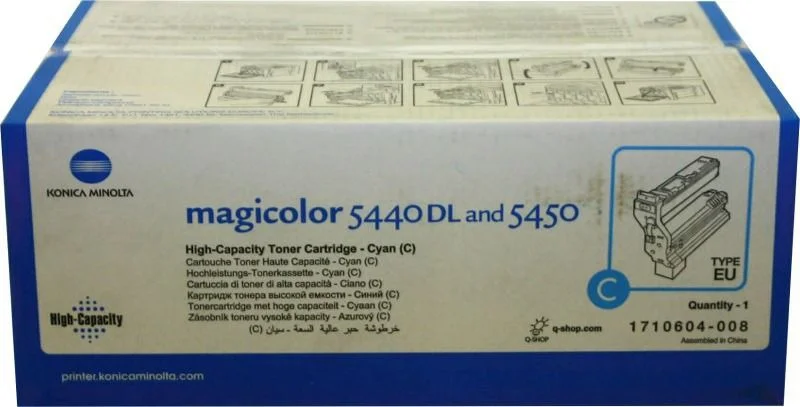 KONICA MINOLTA
magicolor 5440 DL and 5450
High-Capacity Toner Cartridge - Cyan (C)
Cartouche Toner Haute Capacité - Cyan (C)
Hochleistungs-Tonerkassette - Cyan (C)
Cartuccia di toner di alta capacità - Ciano (C)
Картридж тонера высокой емкости - Синий (C)
Tonercartridge met hoge capaciteit - Cyaan (C)
Zásobník toneru vysoké kapacity - Azurový (C)
خرطوشة حبر عالية السعة - سيان (C)
High-Capacity
C
TYPE
EU
Quantity - 1
Q-SHOP
q-shop.com
1710604-008
Assembled in China
printer.konicaminolta.com